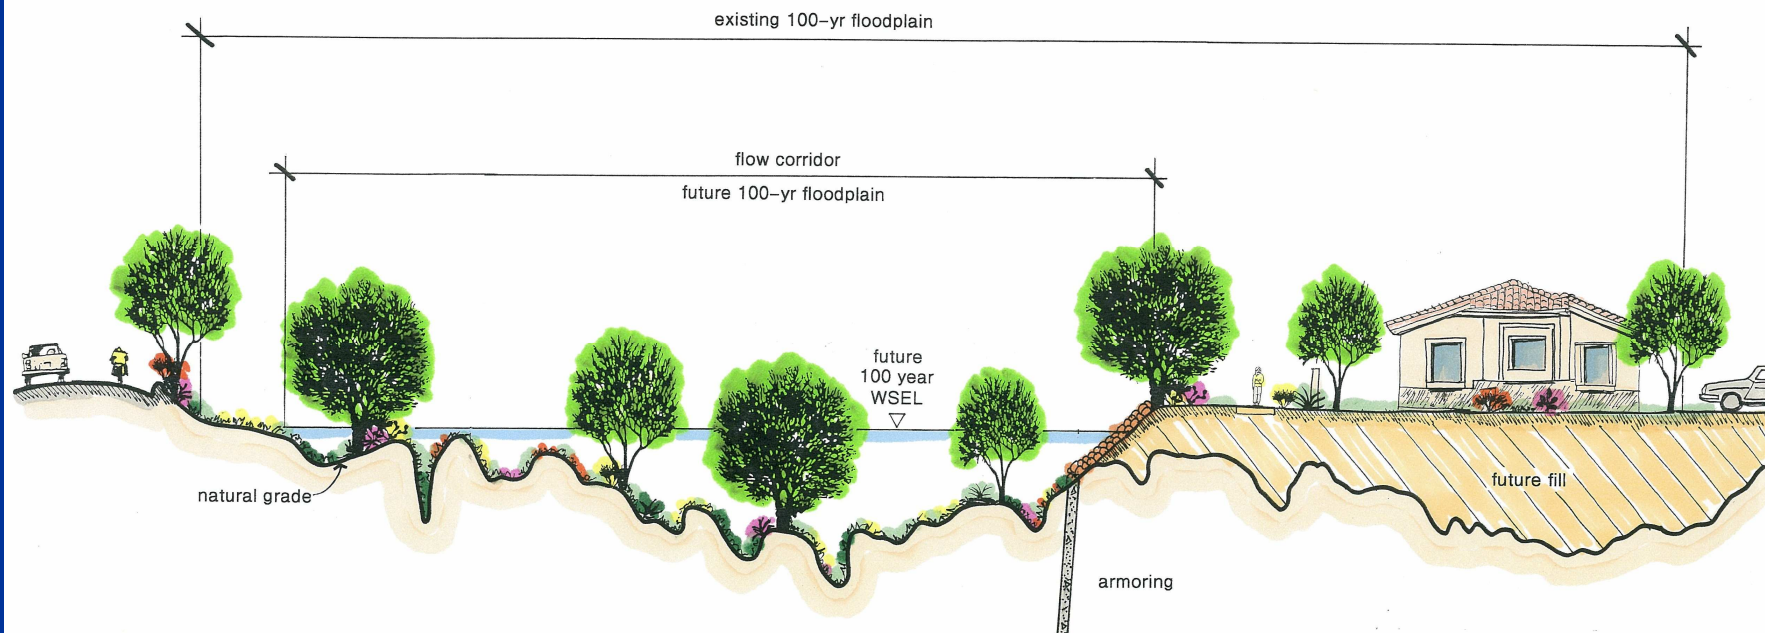 existing 100-yr floodplain
flow corridor
future 100-yr floodplain
future
100 year
WSEL
natural grade
future fill
armoring